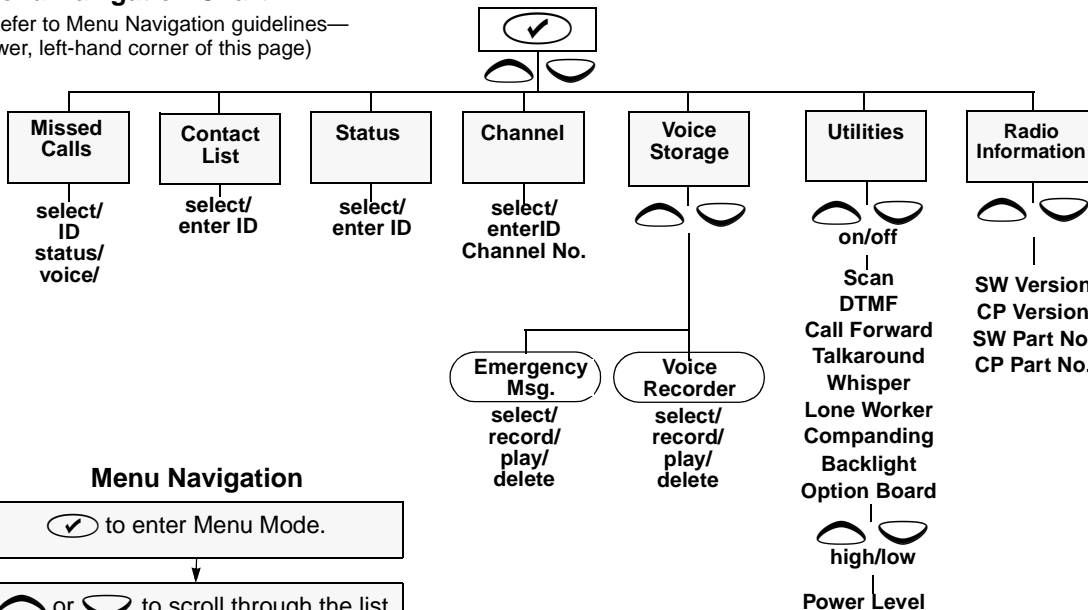 efer to Menu Navigation guidelines—
wer, left-hand corner of this page)
Missed
Calls
Contact
List
Status
Channel
Voice
Storage
Utilities
Radio
Information
select/
ID
status/
voice/
select/
enter ID
select/
enter ID
select/
enterID
Channel No.
on/off
Scan
DTMF
Call Forward
Talkaround
Whisper
Lone Worker
Companding
Backlight
Option Board
high/low
Power Level
SW Version
CP Version
SW Part No
CP Part No.
Emergency
Msg.
select/
record/
play/
delete
Voice
Recorder
select/
record/
play/
delete
Menu Navigation
to enter Menu Mode.
or to scroll through the list